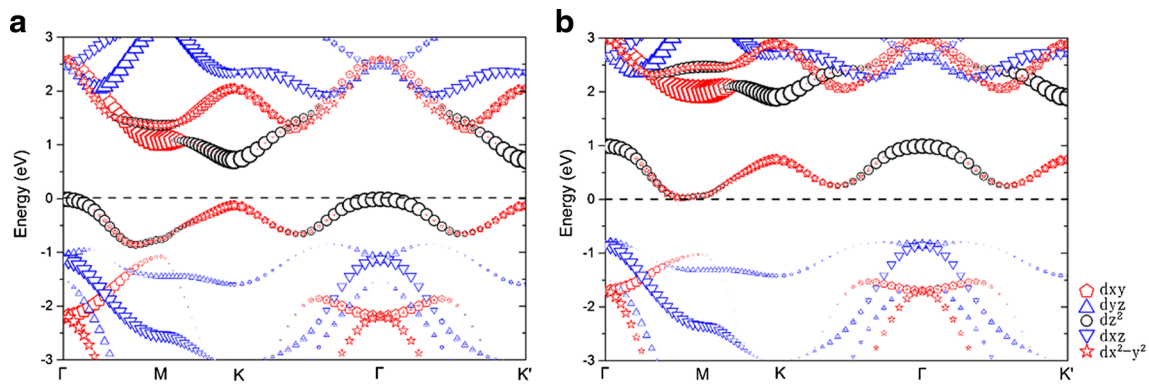 a
b
3
2
1
0
-1
-2
-3
Energy (eV)
Γ
M
K
Γ
K'
3
2
1
0
-1
-2
-3
Energy (eV)
Γ
M
K
Γ
K'
dxy
dyz
dz²
dxz
dx²−y²